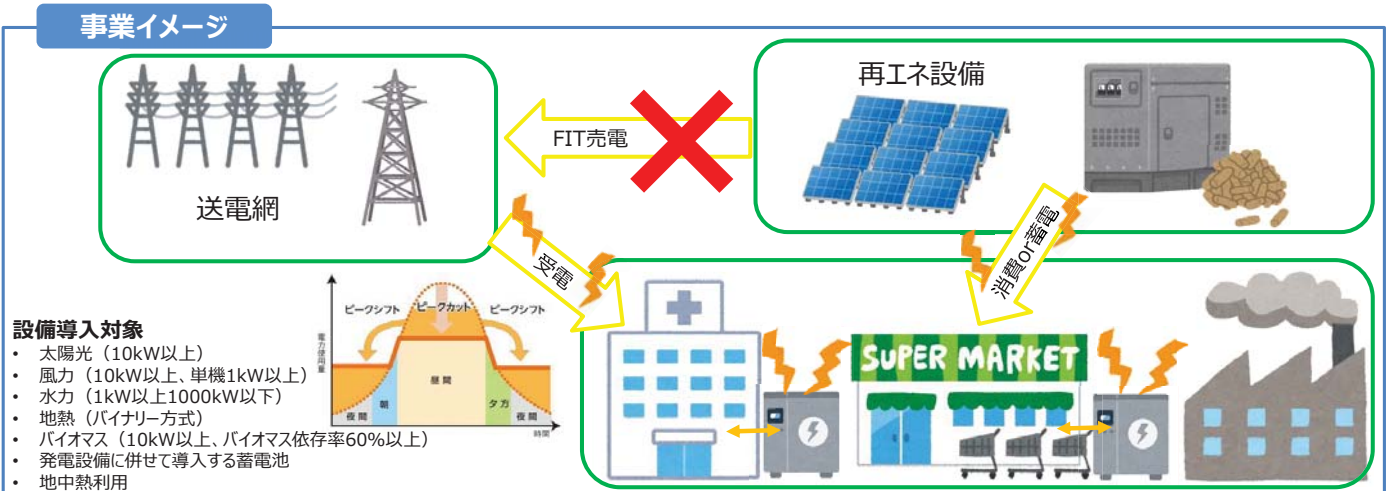 事業イメージ
送電網
FIT売電
再エネ設備
受電
消費or蓄電
設備導入対象
• 太陽光（10kW以上）
• 風力（10kW以上、単機1kW以上）
• 水力（1kW以上1000kW以下）
• 地熱（バイナリー方式）
• バイオマス（10kW以上、バイオマス依存率60%以上）
• 発電設備に併せて導入する蓄電池
• 地中熱利用
ピークシフト
ピークカット
ピークシフト
電力使用量
昼間
夜間
朝
夕方
夜間
時間
SUPER MARKET